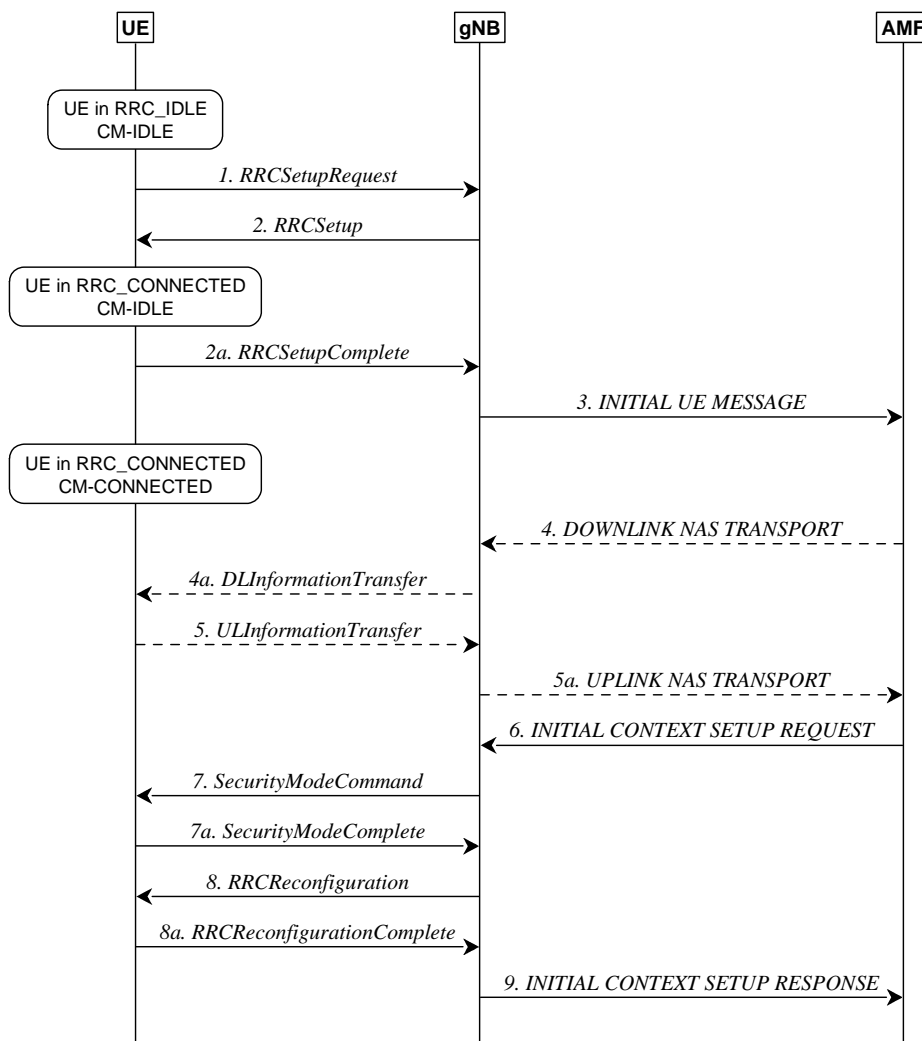 UE
gNB
AMF
UE in RRC_IDLE
CM-IDLE
1. RRCSetupRequest
2. RRCSetup
UE in RRC_CONNECTED
CM-IDLE
2a. RRCSetupComplete
3. INITIAL UE MESSAGE
UE in RRC_CONNECTED
CM-CONNECTED
4. DOWNLINK NAS TRANSPORT
4a. DLInformationTransfer
5. ULInformationTransfer
5a. UPLINK NAS TRANSPORT
6. INITIAL CONTEXT SETUP REQUEST
7. SecurityModeCommand
7a. SecurityModeComplete
8. RRCReconfiguration
8a. RRCReconfigurationComplete
9. INITIAL CONTEXT SETUP RESPONSE